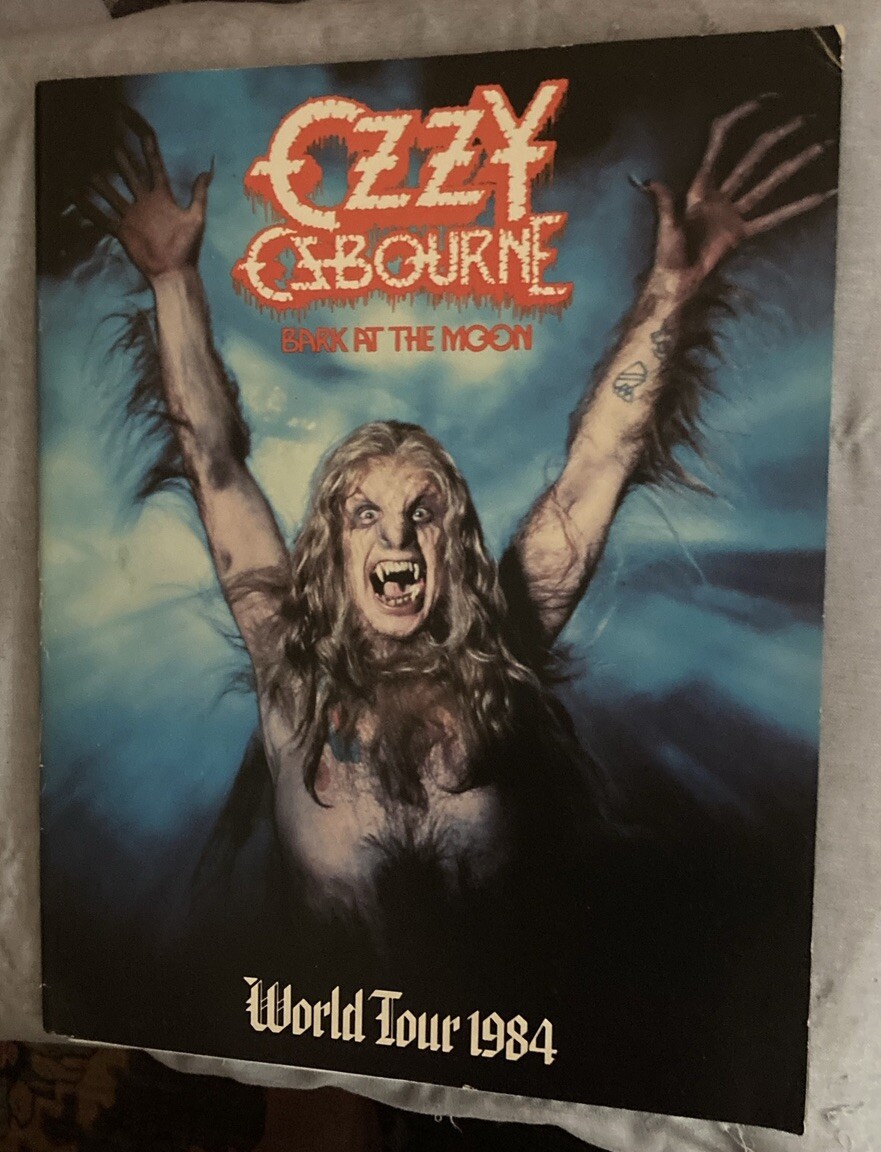 OZZY
OSBOURNE
BARK AT THE MOON
World Tour 1984